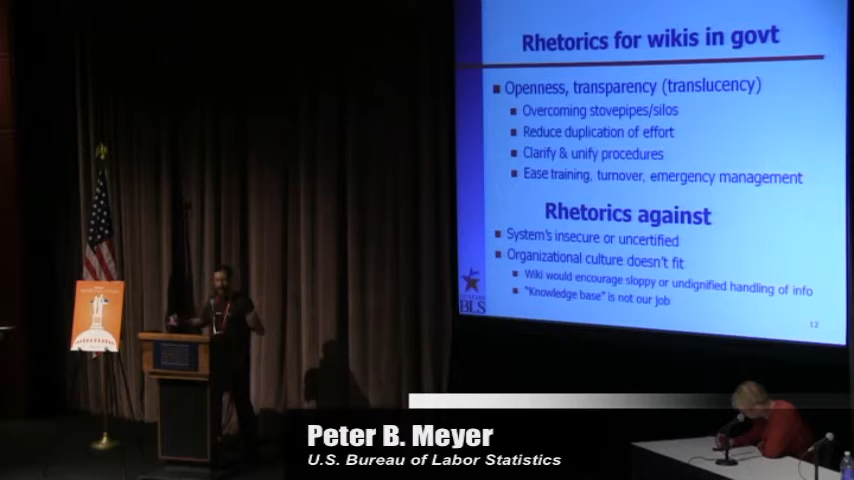 Rhetorics for wikis in govt
Openness, transparency (translucency)
Overcoming stovepipes/silos
Reduce duplication of effort
Clarify & unify procedures
Ease training, turnover, emergency management
Rhetorics against
System's insecure or uncertified
Organizational culture doesn't fit
Wiki would encourage sloppy or undignified handling of info
"Knowledge base" is not our job
BLS
12
Peter B. Meyer
U.S. Bureau of Labor Statistics